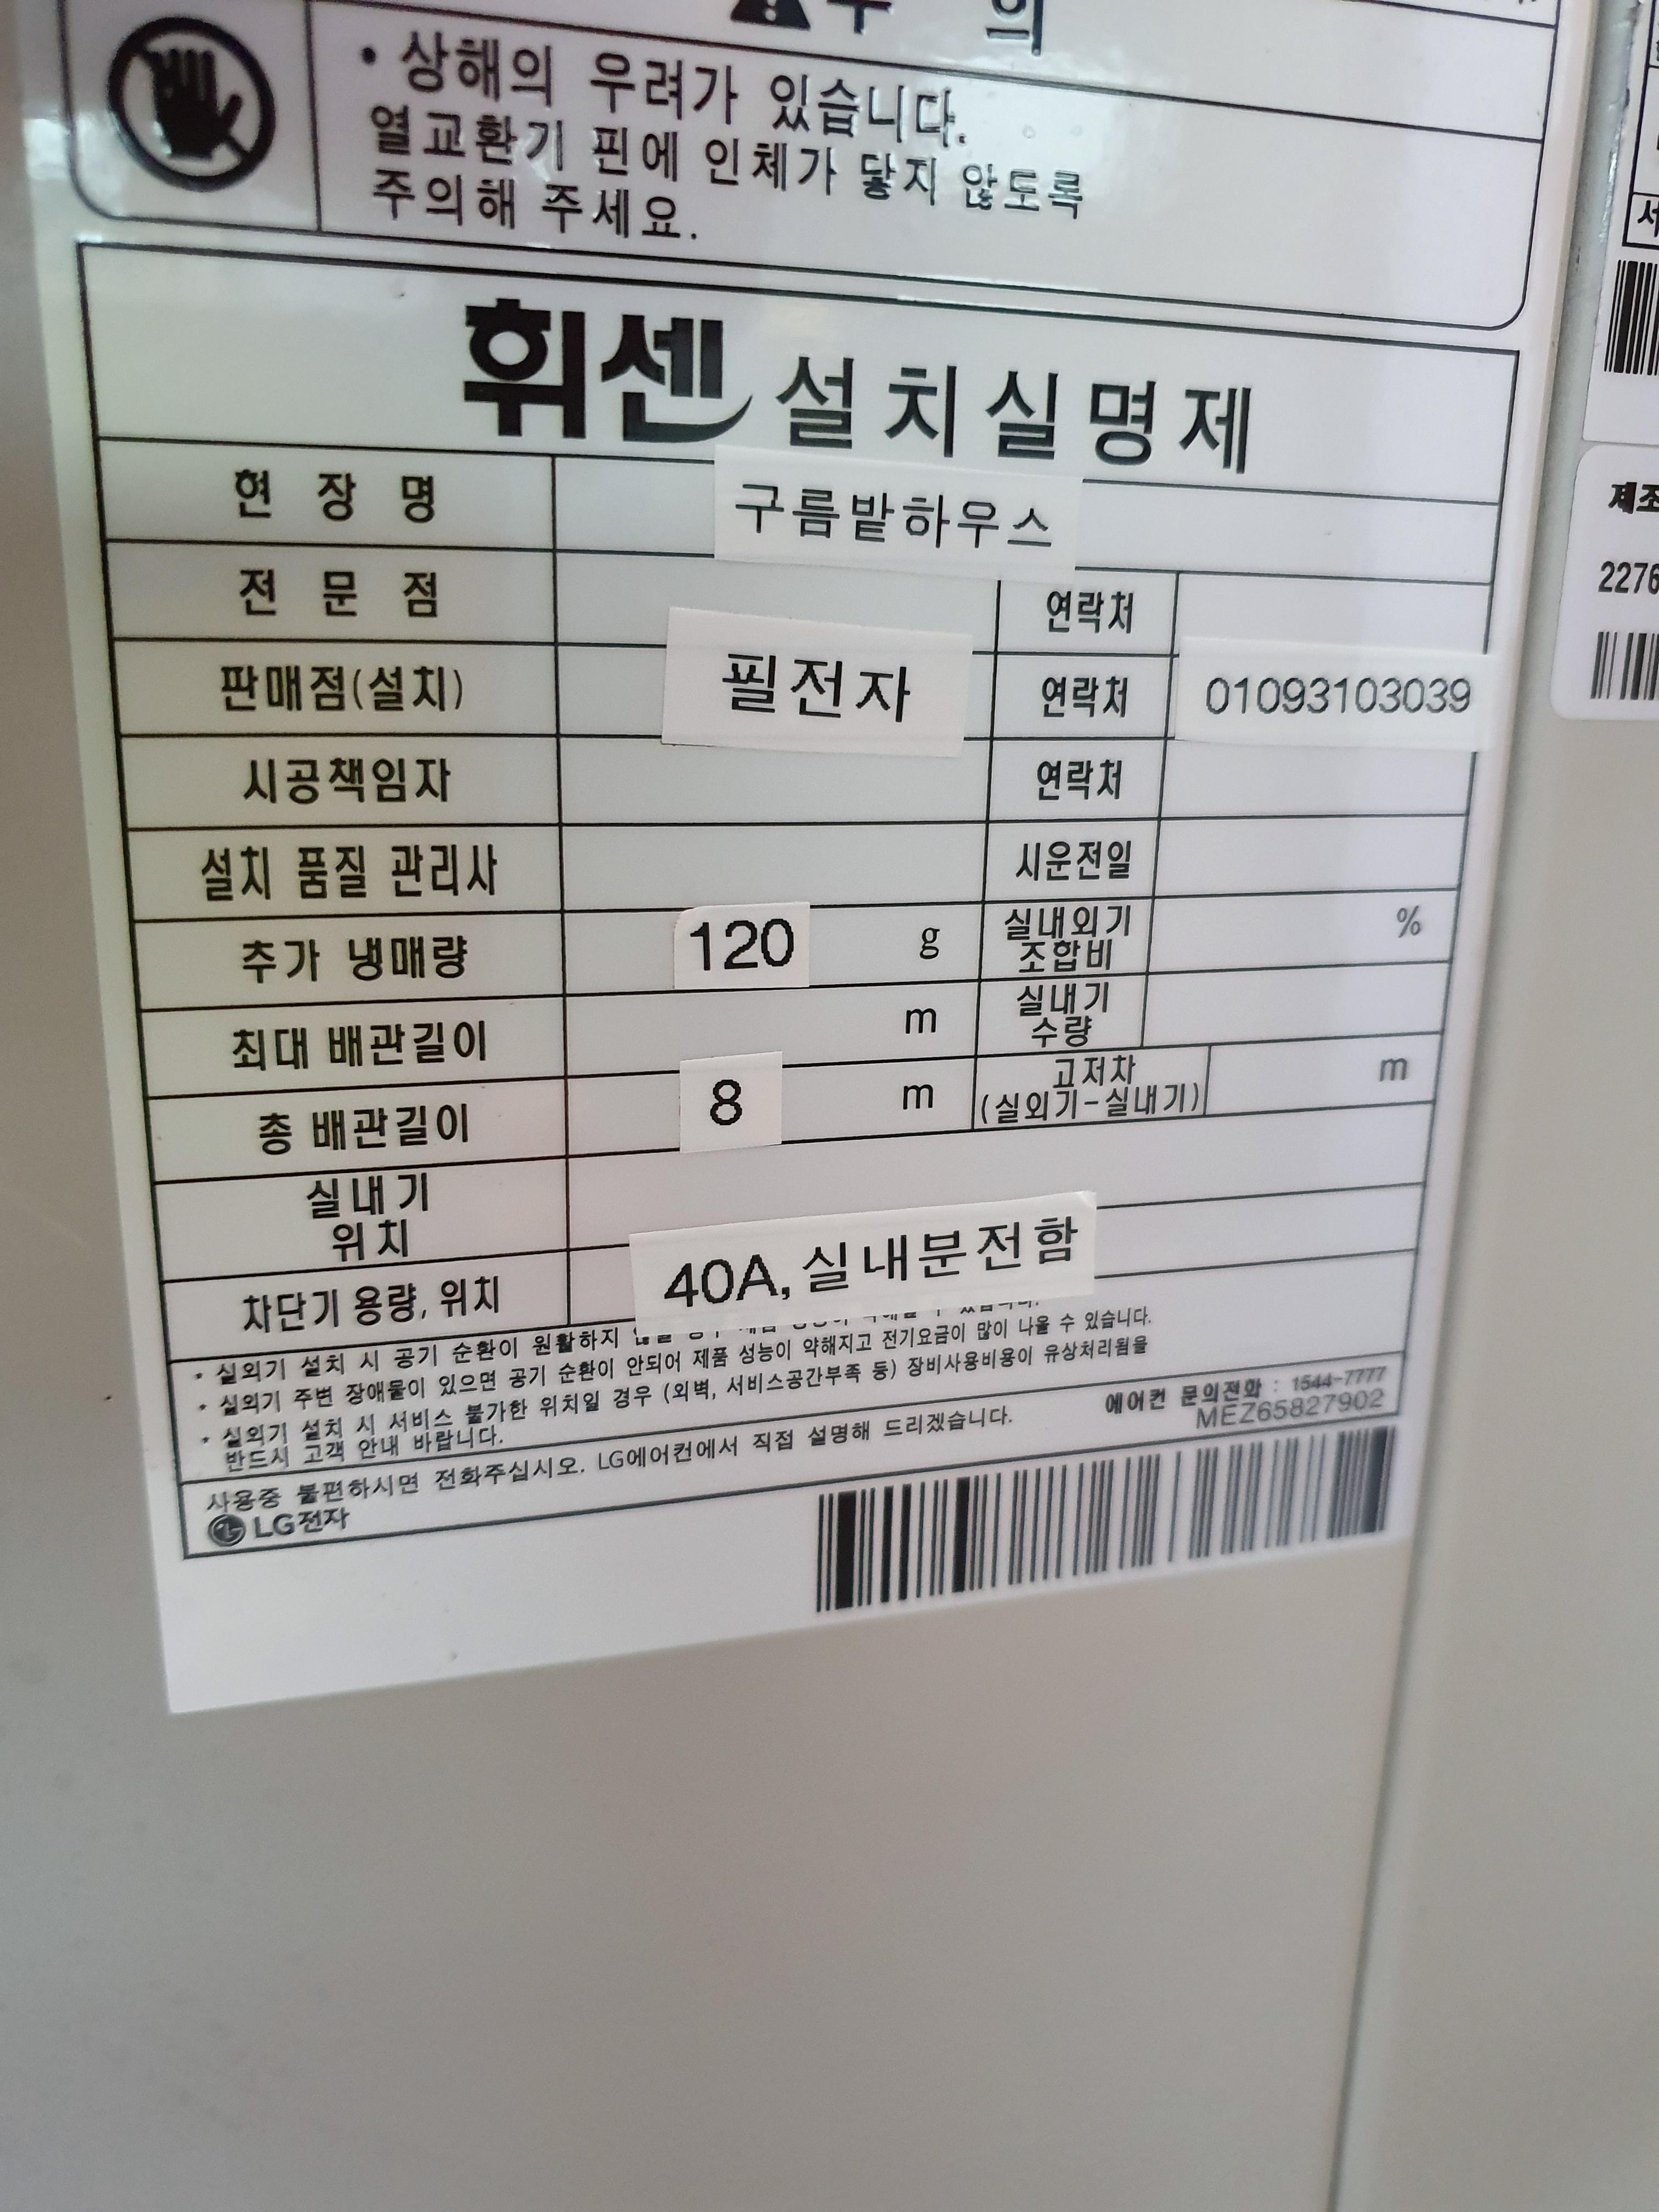 주 의
• 상해의 우려가 있습니다.
열교환기 핀에 인체가 닿지 않도록
주의해 주세요.
휘센 설치실명제
현 장 명 구름밭하우스
전 문 점 연락처
판매점(설치) 필전자 연락처 01093103039
시공책임자 연락처
설치 품질 관리사 시운전일
추가 냉매량 120 g 실내외기 조합비 %
최대 배관길이 m 실내기 수량
총 배관길이 8 m 고저차 (실외기-실내기) m
실내기 위치
차단기 용량, 위치 40A, 실내분전함
• 실외기 설치 시 공기 순환이 원활하지
• 실외기 주변 장애물이 있으면 공기 순환이 안되어 제품 성능이 약해지고 전기요금이 많이 나올 수 있습니다.
• 실외기 설치 시 서비스 불가한 위치일 경우 (외벽, 서비스공간부족 등) 장비사용비용이 유상처리됨을
반드시 고객 안내 바랍니다.
에어컨 문의전화 : 1544-7777
사용중 불편하시면 전화주십시오. LG에어컨에서 직접 설명해 드리겠습니다.
MEZ65827902
LG전자
제조
2276